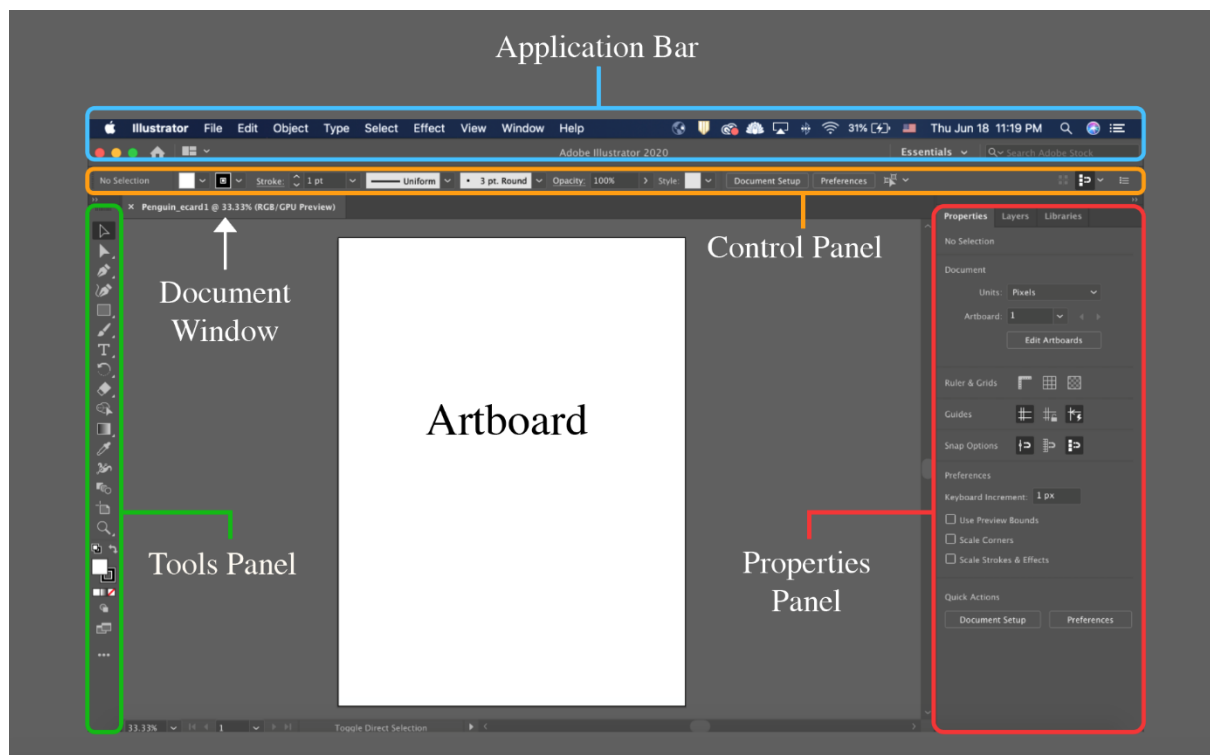 Application Bar
Illustrator File Edit Object Type Select Effect View Window Help 31% Thu Jun 18 11:19 PM
Adobe Illustrator 2020 Essentials Search Adobe Stock
No Selection Stroke: 1 pt Uniform 3 pt. Round Opacity: 100% Style: Document Setup Preferences
× Penguin_ecard1 @ 33.33% (RGB/GPU Preview)
Properties Layers Libraries
No Selection
Control Panel
Document
Units: Pixels
Document
Window
Artboard: 1
Edit Artboards
Ruler & Grids
Artboard
Guides
Snap Options
Preferences
Keyboard Increment: 1 px
Use Preview Bounds
Scale Corners
Scale Strokes & Effects
Tools Panel
Properties
Panel
Quick Actions
Document Setup Preferences
33.33% 1 Toggle Direct Selection